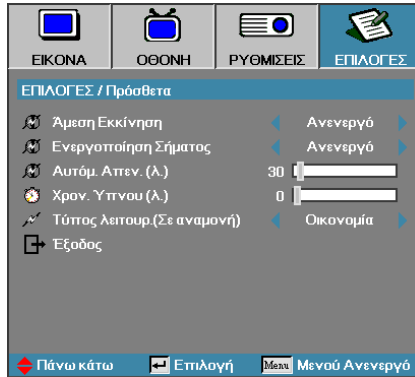 ΕΙΚΟΝΑ ΟΘΟΝΗ ΡΥΘΜΙΣΕΙΣ ΕΠΙΛΟΓΕΣ
ΕΠΙΛΟΓΕΣ / Πρόσθετα
Άμεση Εκκίνηση Ανενεργό
Ενεργοποίηση Σήματος Ανενεργό
Αυτόμ. Απεν. (λ.) 30
Χρον. Ύπνου (λ.) 0
Τύπος λειτουρ.(Σε αναμονή) Οικονομία
Έξοδος
Πάνω κάτω Επιλογή Menu Μενού Ανενεργό